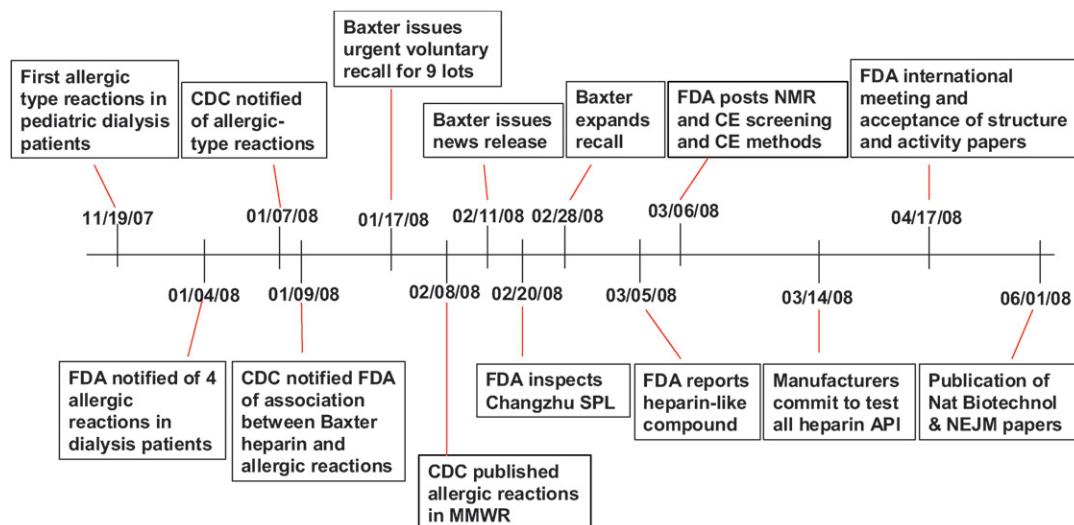 Baxter issues
urgent voluntary
recall for 9 lots
First allergic
type reactions in
pediatric dialysis
patients
CDC notified
of allergic-
type reactions
Baxter issues
news release
Baxter
expands
recall
FDA posts NMR
and CE screening
and CE methods
FDA international
meeting and
acceptance of structure
and activity papers
11/19/07
01/07/08
01/17/08
02/11/08
02/28/08
03/06/08
04/17/08
01/04/08
01/09/08
02/08/08
02/20/08
03/05/08
03/14/08
06/01/08
FDA notified of 4
allergic
reactions in
dialysis patients
CDC notified FDA
of association
between Baxter
heparin and
allergic reactions
CDC published
allergic reactions
in MMWR
FDA inspects
Changzhu SPL
FDA reports
heparin-like
compound
Manufacturers
commit to test
all heparin API
Publication of
Nat Biotechnol
& NEJM papers